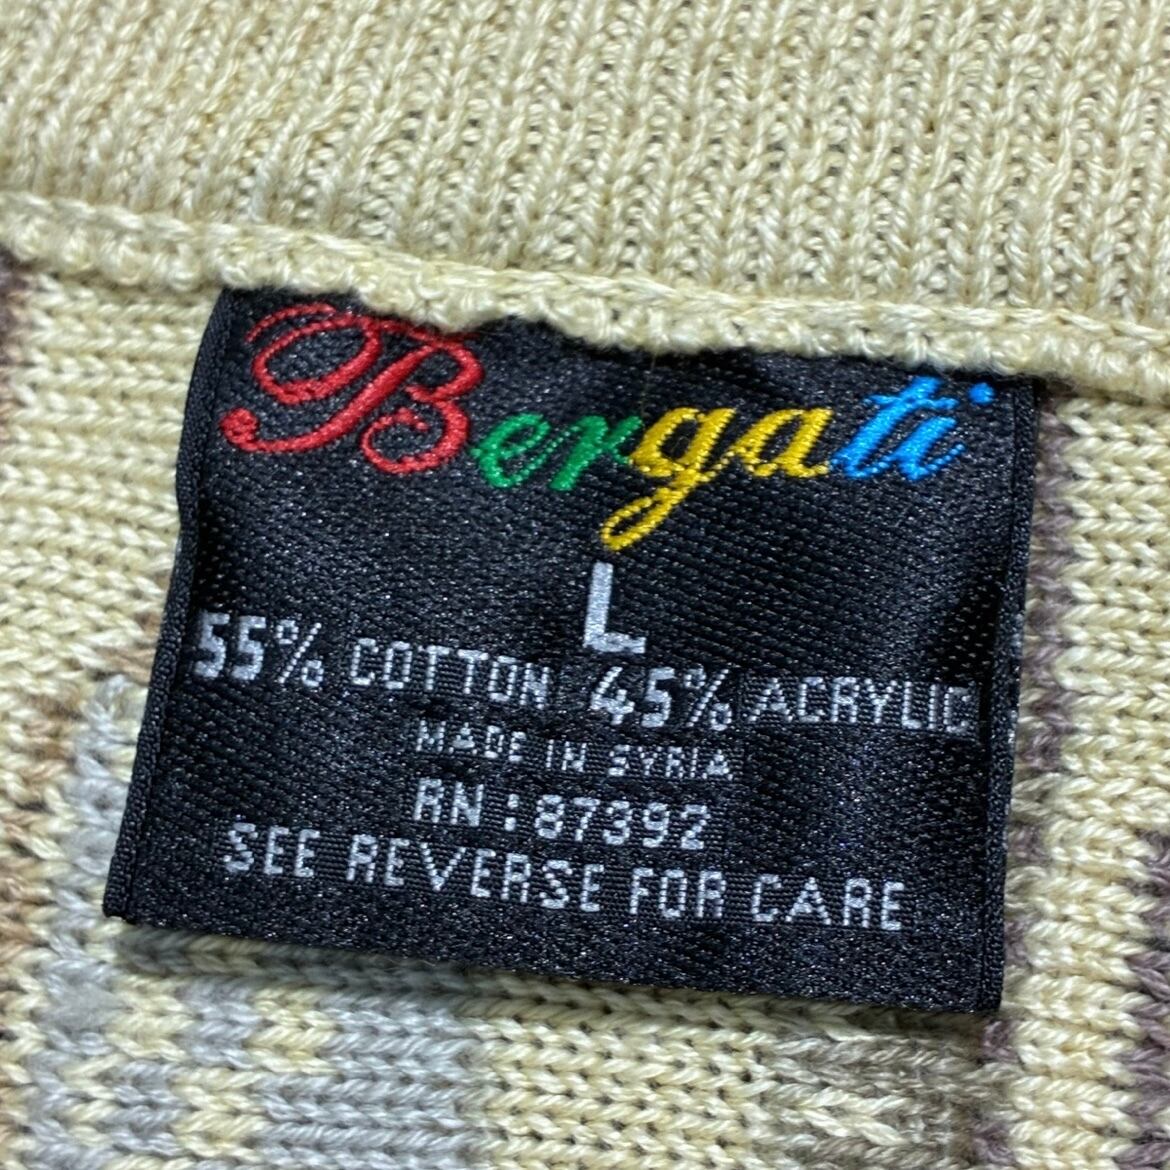 Bergati
L
55% COTTON 45% ACRYLIC
MADE IN SYRIA
RN : 87392
SEE REVERSE FOR CARE